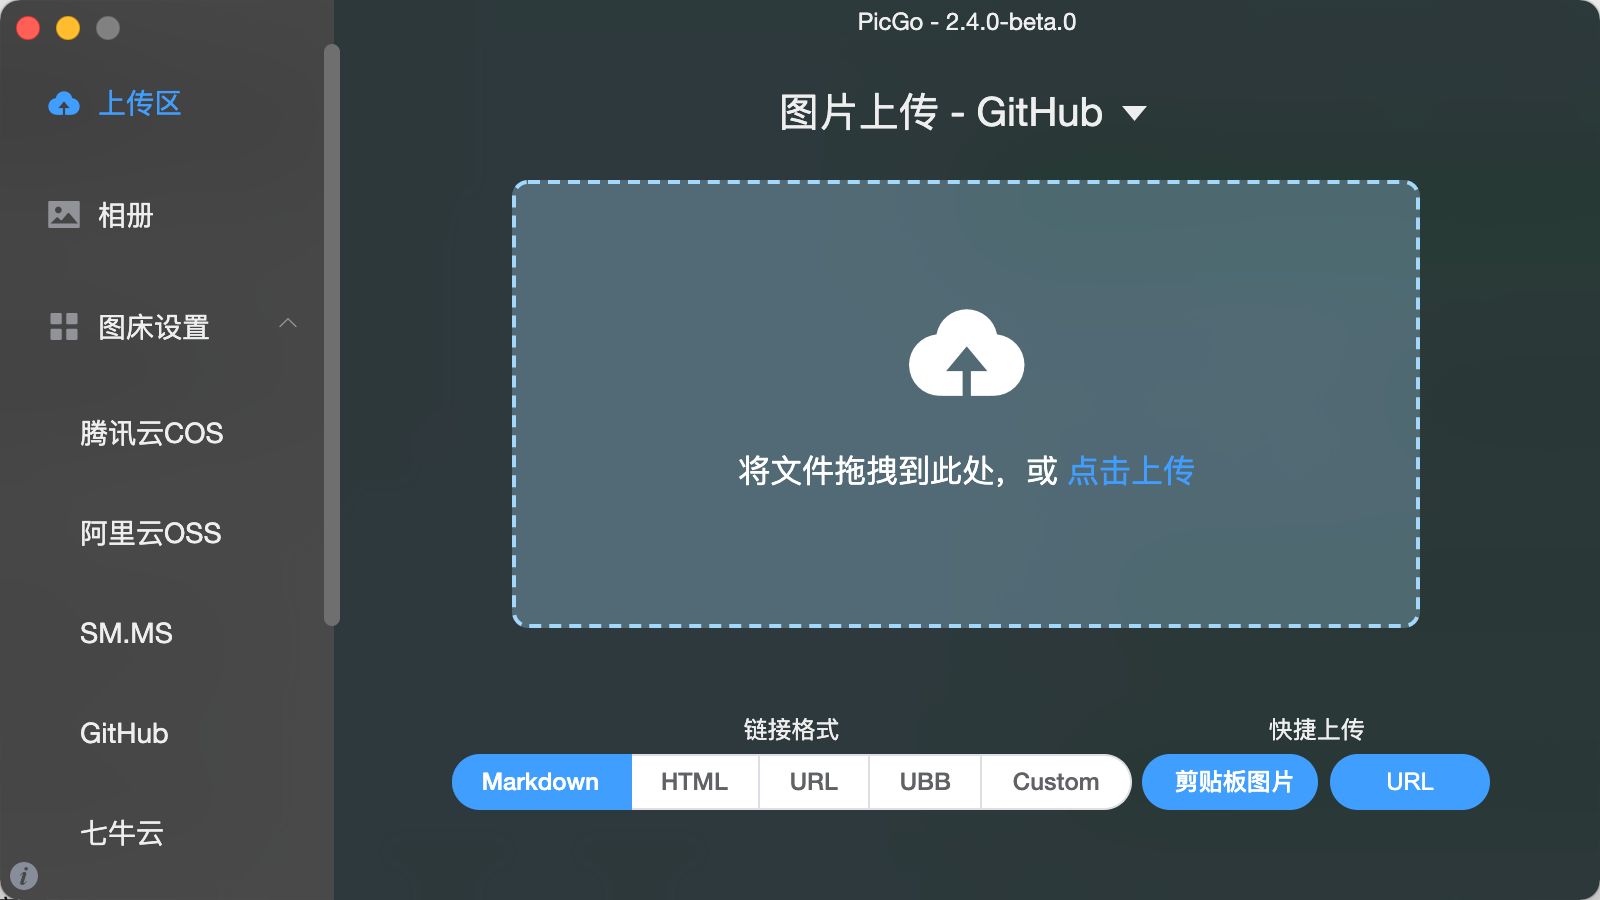 PicGo - 2.4.0-beta.0
上传区
相册
图床设置
腾讯云COS
阿里云OSS
SM.MS
GitHub
七牛云
图片上传 - GitHub
将文件拖拽到此处，或 点击上传
链接格式
Markdown HTML URL UBB Custom
快捷上传
剪贴板图片 URL